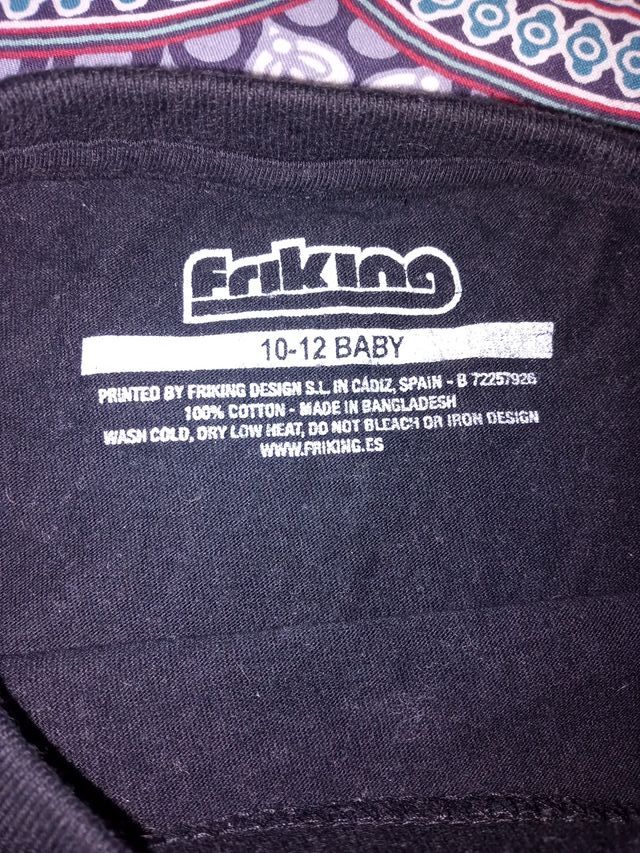 friking
10-12 BABY
PRINTED BY FRIKING DESIGN S.L. IN CÁDIZ, SPAIN - B 72257926
100% COTTON - MADE IN BANGLADESH
WASH COLD, DRY LOW HEAT, DO NOT BLEACH OR IRON DESIGN
WWW.FRIKING.ES